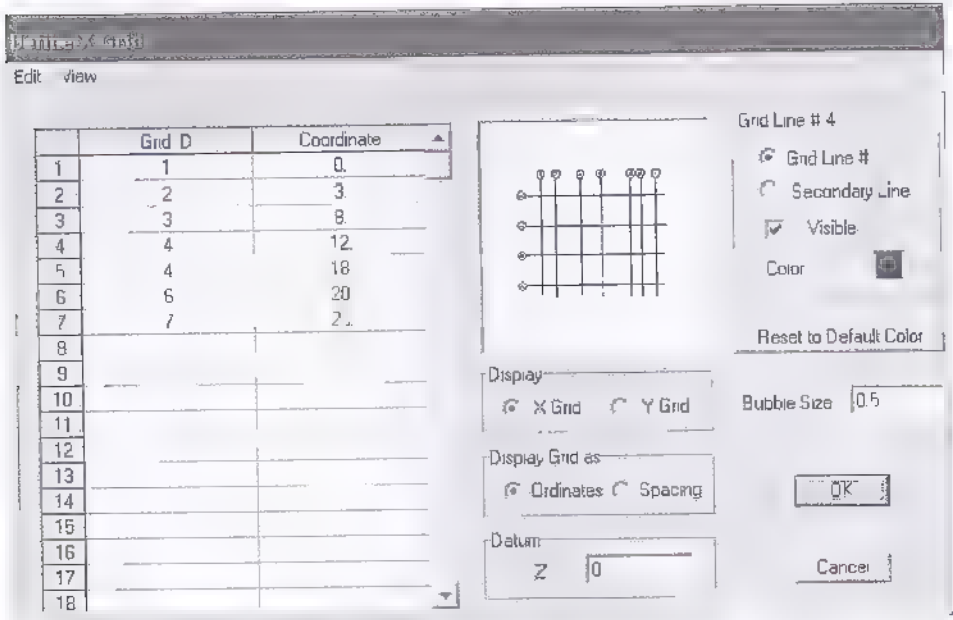 Edit View
Grid D Coordinate
1 1 0.
2 2 3.
3 3 8.
4 4 12.
5 4 18
6 6 20
7 7
8
9
10
11
12
13
14
15
16
17
18
Grid Line # 4
Grid Line #
Secondary Line
Visible
Color
Reset to Default Color
Display
X Grid Y Grid
Bubble Size 0.5
Display Grid as
Ordinates Spacing
OK
Datum
Z 0
Cancel